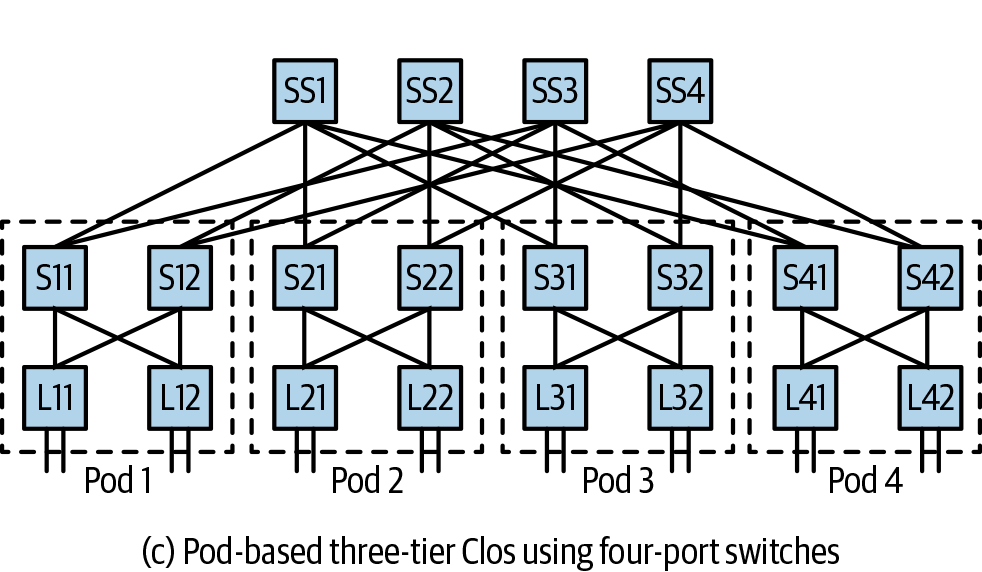 SS1 SS2 SS3 SS4
S11 S12 S21 S22 S31 S32 S41 S42
L11 L12 L21 L22 L31 L32 L41 L42
Pod 1 Pod 2 Pod 3 Pod 4
(c) Pod-based three-tier Clos using four-port switches